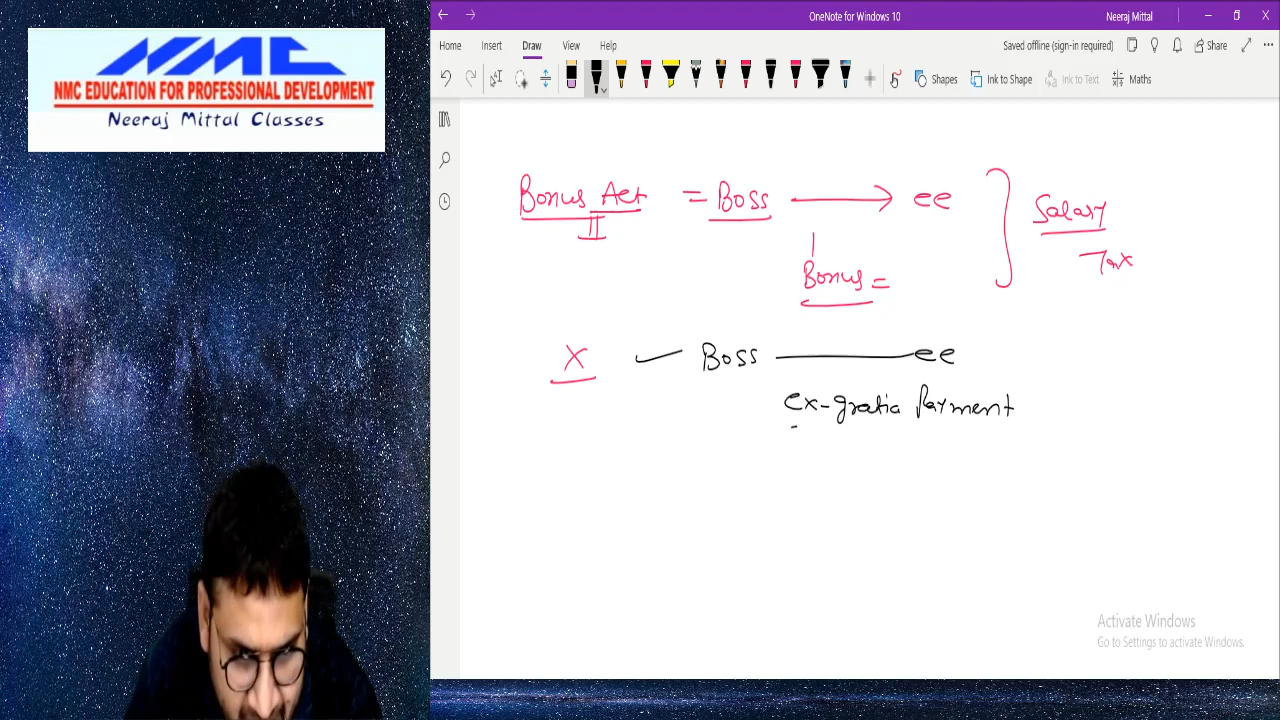 NMC
NMC EDUCATION FOR PROFESSIONAL DEVELOPMENT
Neeraj Mittal Classes
OneNote for Windows 10
Neeraj Mittal
Home Insert Draw View Help
Saved offline (sign-in required)
Share
Shapes
Ink to Shape
Ink to Text
Maths
Bonus Act = Boss → ee
II
Salary
Tax
Bonus =
X Boss — ee
ex-gratia Payment
Activate Windows
Go to Settings to activate Windows.